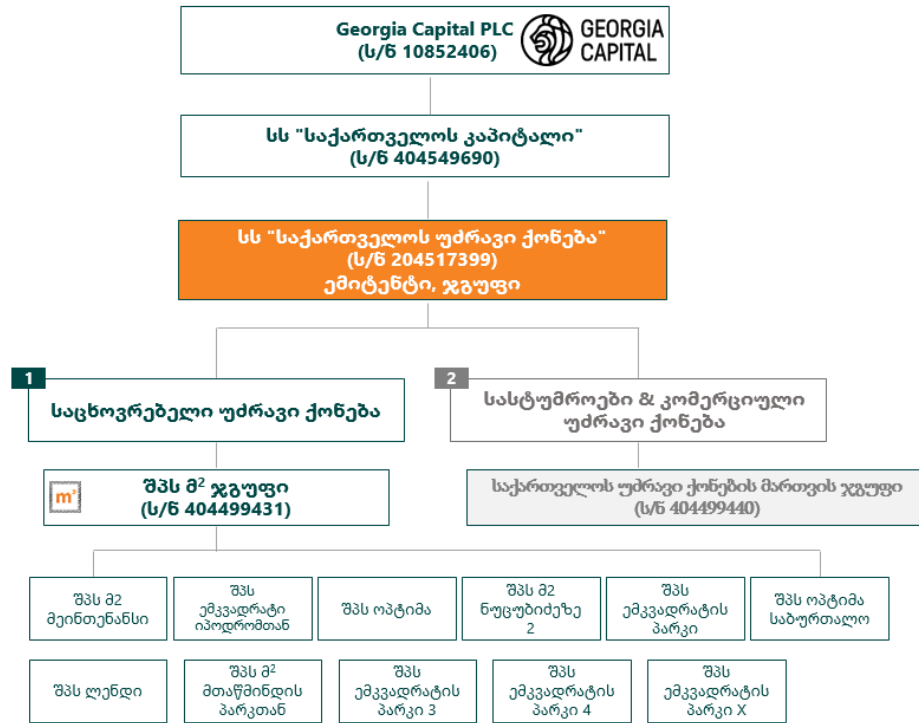 Georgia Capital PLC
(ს/ნ 10852406)
GEORGIA
CAPITAL
სს "საქართველოს კაპიტალი"
(ს/ნ 404549690)
სს "საქართველოს უძრავი ქონება"
(ს/ნ 204517399)
ემიტენტი, ჯგუფი
1
საცხოვრებელი უძრავი ქონება
2
სასტუმროები & კომერციული
უძრავი ქონება
m²
შპს მ² ჯგუფი
(ს/ნ 404499431)
საქართველოს უძრავი ქონების მართვის ჯგუფი
(ს/ნ 404499440)
შპს მ2
მეინთენანსი
შპს
ემკვადრატი
იპოდრომთან
შპს ოპტიმა
შპს მ2
ნუცუბიძეზე
2
შპს
ემკვადრატის
პარკი
შპს ოპტიმა
საბურთალო
შპს ლენდი
შპს მ²
მთაწმინდის
პარკთან
შპს
ემკვადრატის
პარკი 3
შპს
ემკვადრატის
პარკი 4
შპს
ემკვადრატის
პარკი X